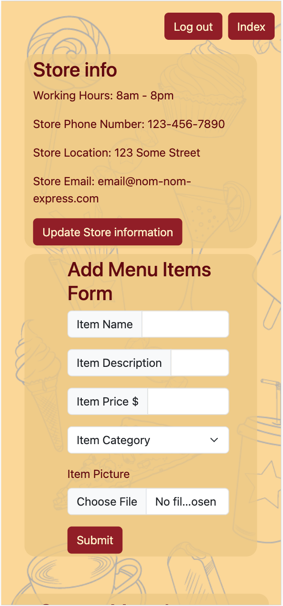 Log out
Index
Store info
Working Hours: 8am - 8pm
Store Phone Number: 123-456-7890
Store Location: 123 Some Street
Store Email: email@nom-nom-
express.com
Update Store information
Add Menu Items
Form
Item Name
Item Description
Item Price $
Item Category
Item Picture
Choose File
No fil...osen
Submit